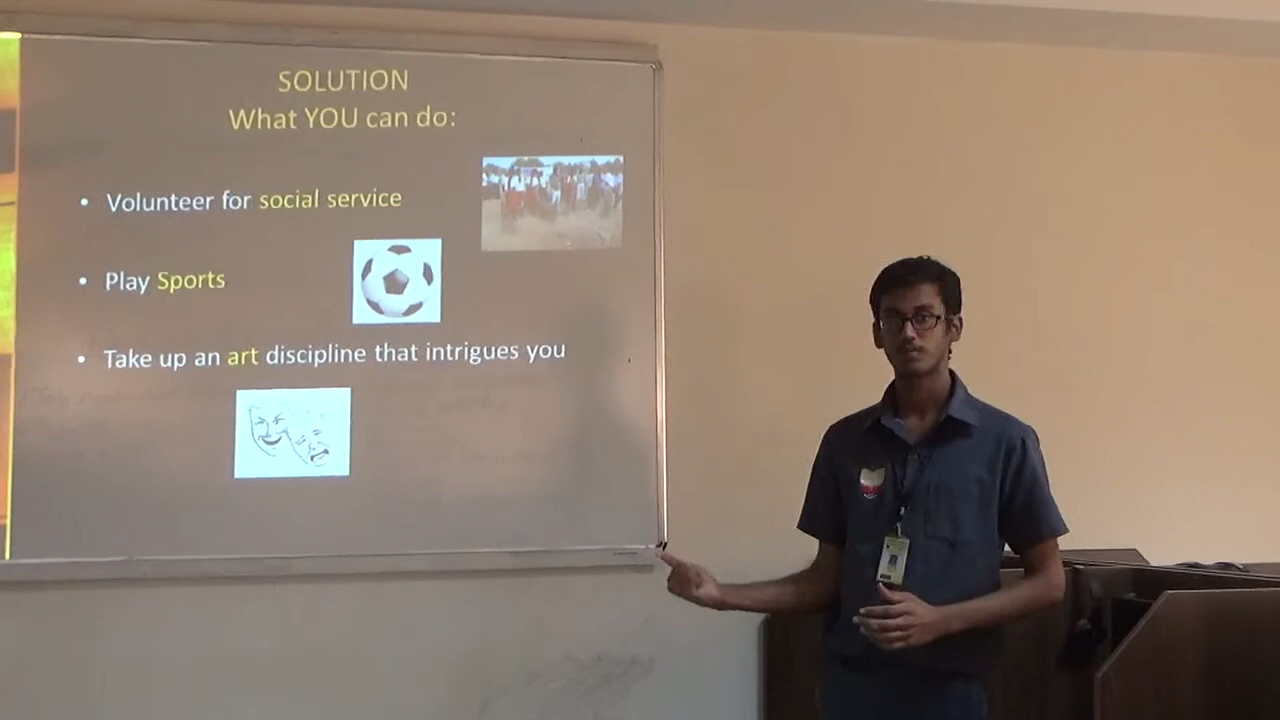 SOLUTION
What YOU can do:
• Volunteer for social service
• Play Sports
• Take up an art discipline that intrigues you